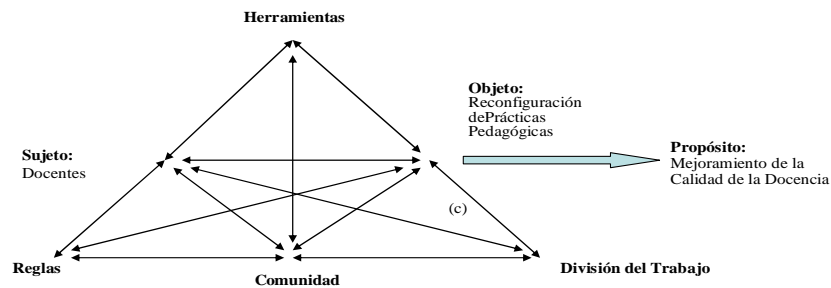 Herramientas
Objeto:
Reconfiguración
dePrácticas
Pedagógicas
Sujeto:
Docentes
Propósito:
Mejoramiento de la
Calidad de la Docencia
(c)
Reglas
Comunidad
División del Trabajo